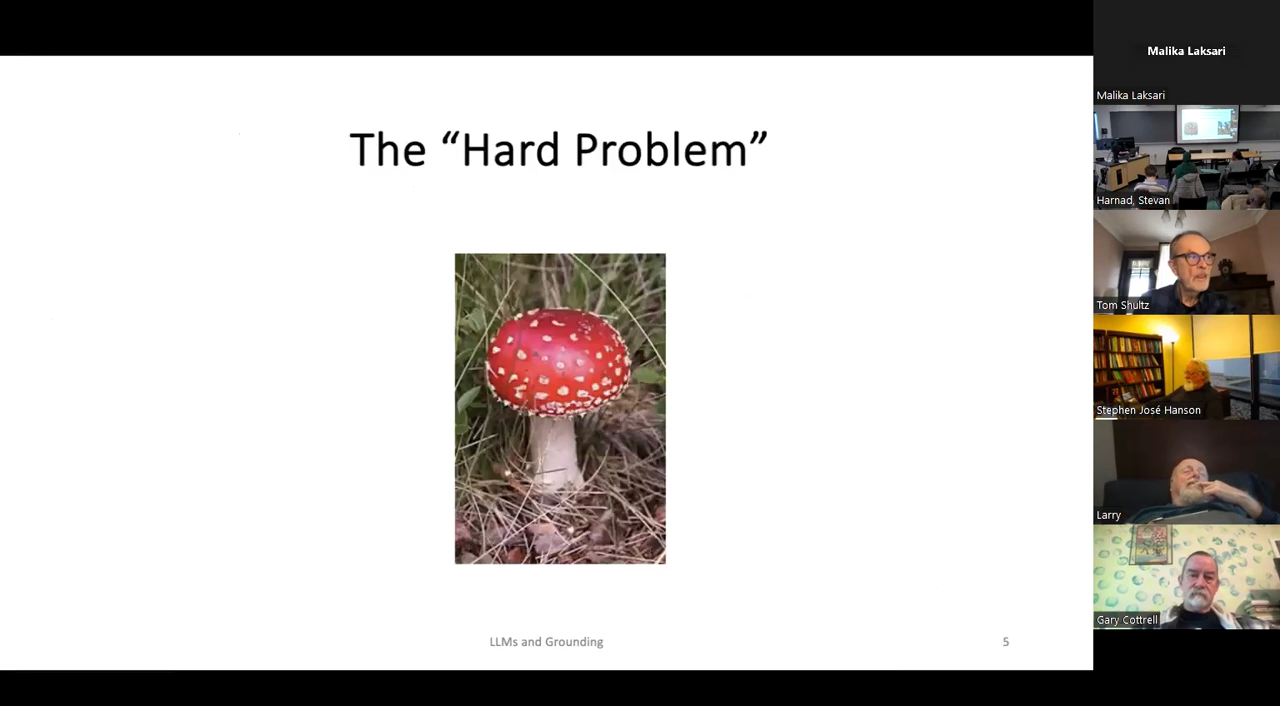 The “Hard Problem”
LLMs and Grounding
5
Malika Laksari
Malika Laksari
Harnad, Stevan
Tom Shultz
Stephen José Hanson
Larry
Gary Cottrell